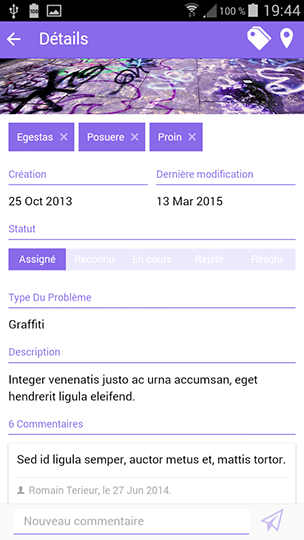 100 % 19:44
Détails
Egestas × Posuere × Proin ×
Création Dernière modification
25 Oct 2013 13 Mar 2015
Statut
Assigné Reconnu En cours Rejeté Résolu
Type Du Problème
Graffiti
Description
Integer venenatis justo ac urna accumsan, eget
hendrerit ligula eleifend.
6 Commentaires
Sed id ligula semper, auctor metus et, mattis tortor.
Romain Terieur, le 27 Jun 2014.
Nouveau commentaire